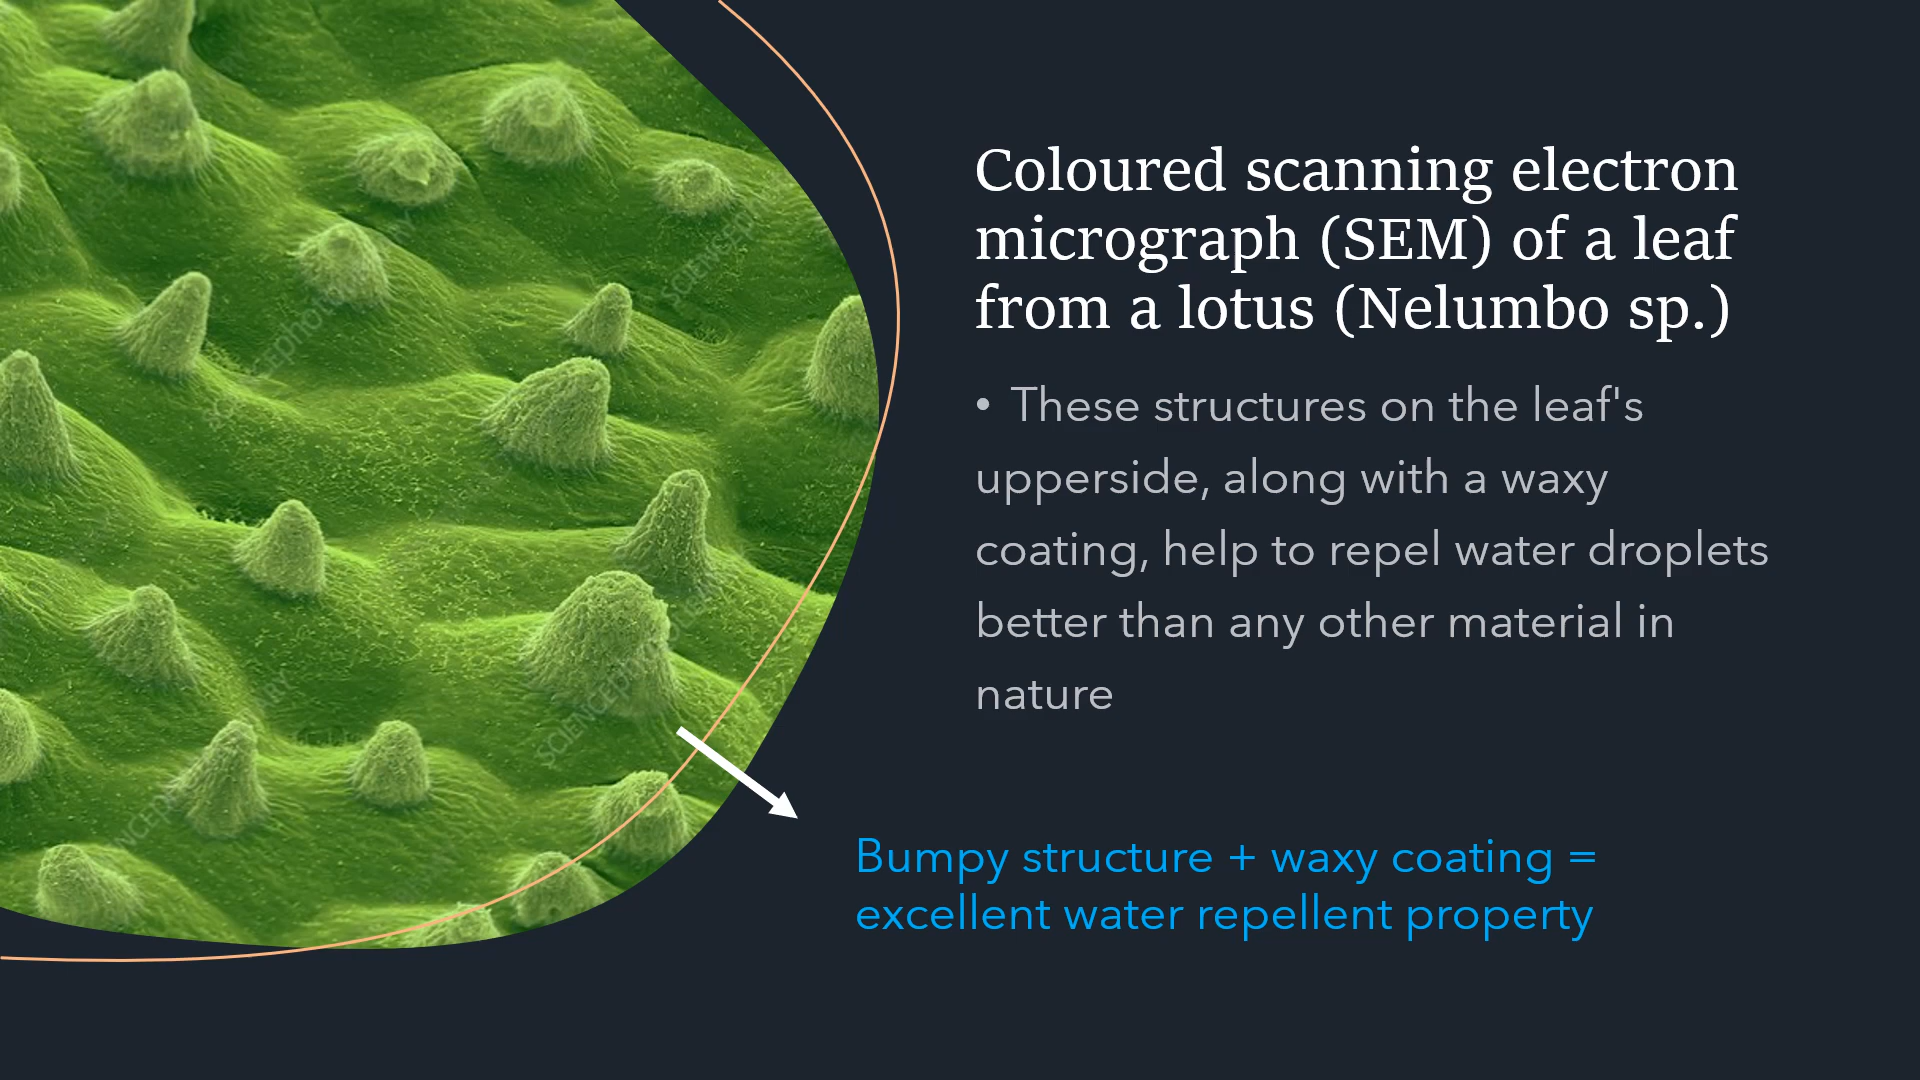 Coloured scanning electron
micrograph (SEM) of a leaf
from a lotus (Nelumbo sp.)
• These structures on the leaf's
upperside, along with a waxy
coating, help to repel water droplets
better than any other material in
nature
Bumpy structure + waxy coating =
excellent water repellent property